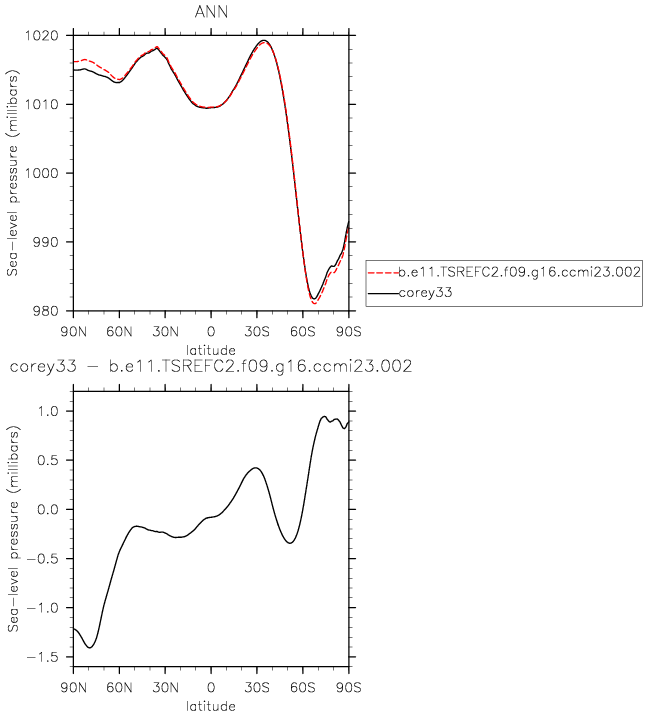 ANN
1020
1010
1000
990
980
Sea-level pressure (millibars)
90N 60N 30N 0 30S 60S 90S
latitude
b.e11.TSREFC2.f09.g16.ccmi23.002
corey33
corey33 - b.e11.TSREFC2.f09.g16.ccmi23.002
1.0
0.5
0.0
-0.5
-1.0
-1.5
Sea-level pressure (millibars)
90N 60N 30N 0 30S 60S 90S
latitude